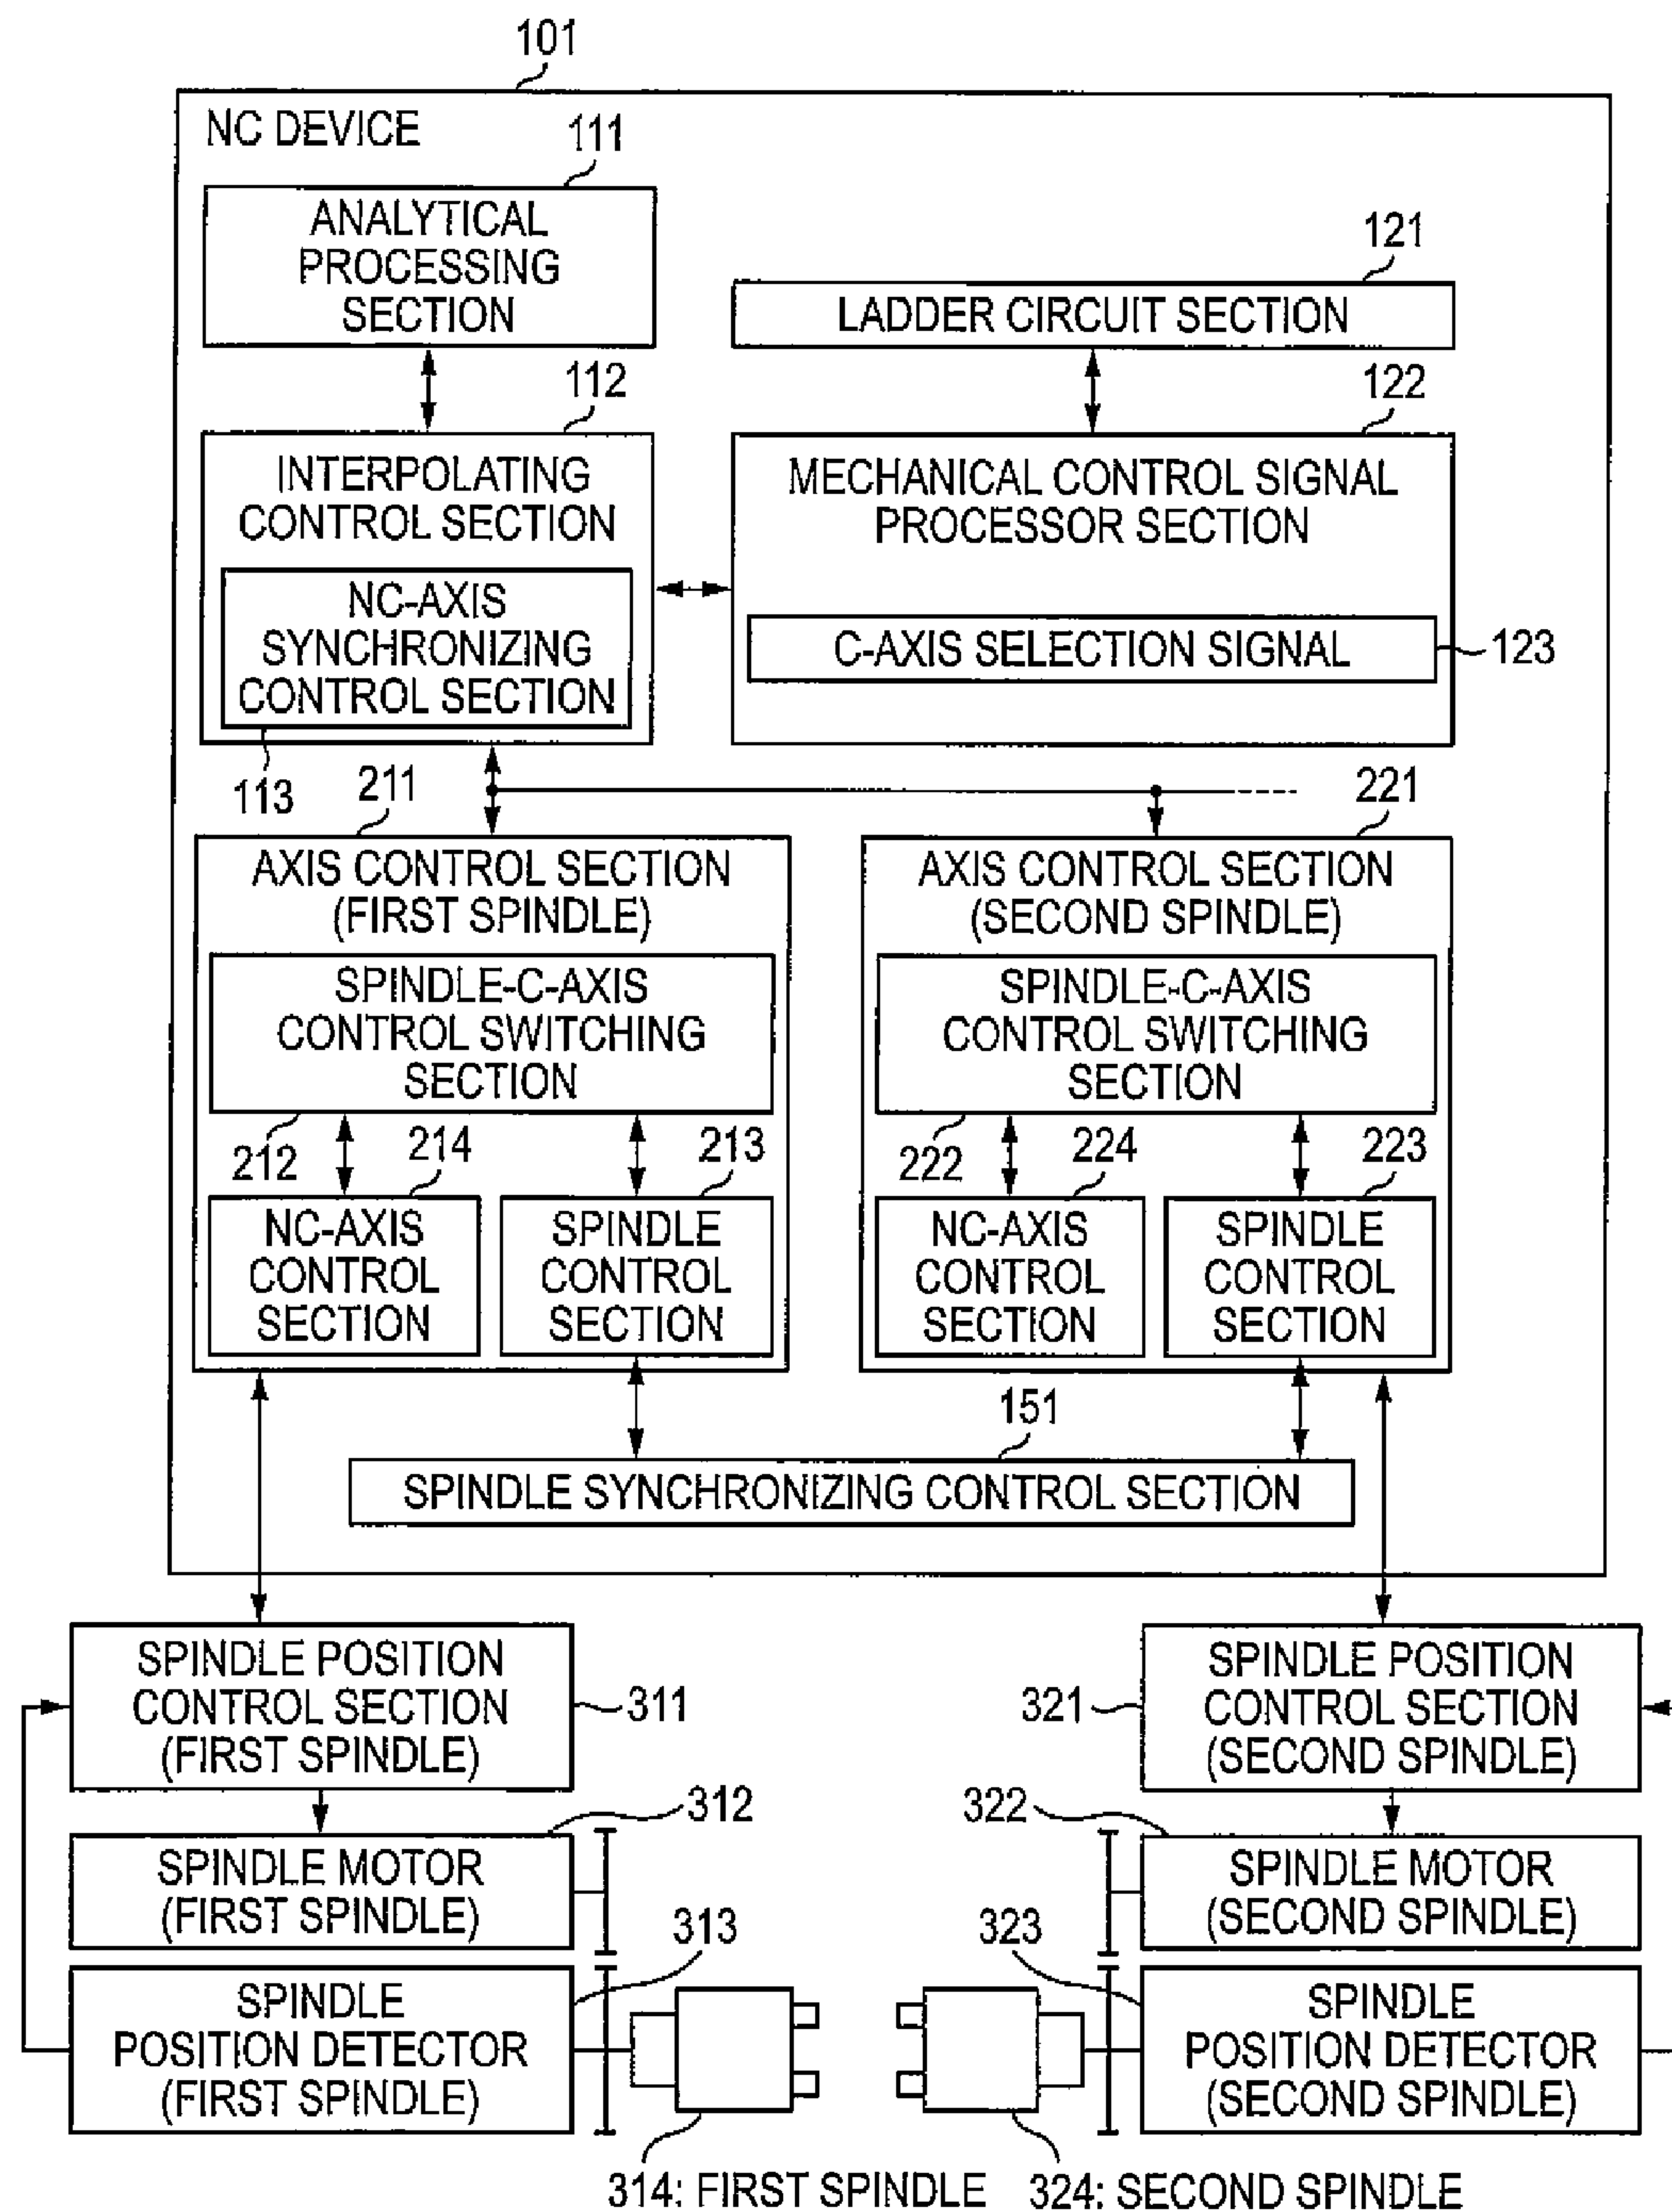 101
NC DEVICE
111
ANALYTICAL
PROCESSING
SECTION
121
LADDER CIRCUIT SECTION
112
122
INTERPOLATING
CONTROL SECTION
MECHANICAL CONTROL SIGNAL
PROCESSOR SECTION
NC-AXIS
SYNCHRONIZING
CONTROL SECTION
C-AXIS SELECTION SIGNAL
123
113
211
221
AXIS CONTROL SECTION
(FIRST SPINDLE)
AXIS CONTROL SECTION
(SECOND SPINDLE)
SPINDLE-C-AXIS
CONTROL SWITCHING
SECTION
SPINDLE-C-AXIS
CONTROL SWITCHING
SECTION
212
214
213
222
224
223
NC-AXIS
CONTROL
SECTION
SPINDLE
CONTROL
SECTION
NC-AXIS
CONTROL
SECTION
SPINDLE
CONTROL
SECTION
151
SPINDLE SYNCHRONIZING CONTROL SECTION
SPINDLE POSITION
CONTROL SECTION
(FIRST SPINDLE)
311
321
SPINDLE POSITION
CONTROL SECTION
(SECOND SPINDLE)
312
322
SPINDLE MOTOR
(FIRST SPINDLE)
SPINDLE MOTOR
(SECOND SPINDLE)
313
323
SPINDLE
POSITION DETECTOR
(FIRST SPINDLE)
SPINDLE
POSITION DETECTOR
(SECOND SPINDLE)
314: FIRST SPINDLE
324: SECOND SPINDLE